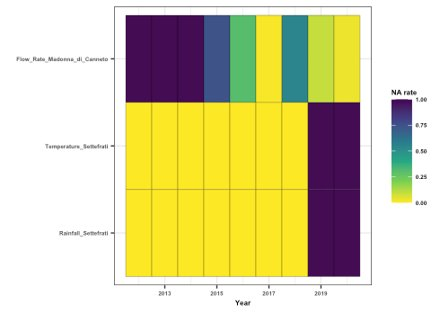 Flow_Rate_Madonna_di_Canneto
Temperature_Settefrati
Rainfall_Settefrati
2013
2015
2017
2019
Year
NA rate
1.00
0.75
0.50
0.25
0.00